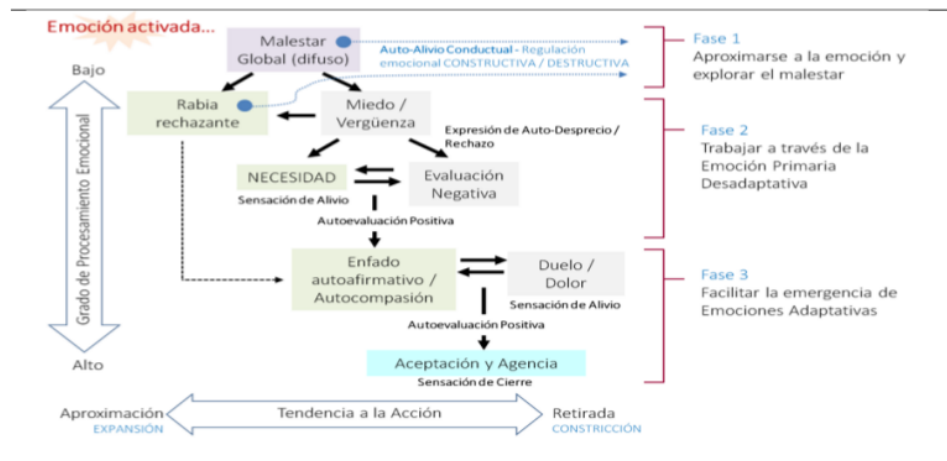 Emoción activada...
Malestar
Global (difuso)
Auto-Alivio Conductual - Regulación
emocional CONSTRUCTIVA / DESTRUCTIVA
Fase 1
Aproximarse a la emoción y
explorar el malestar
Bajo
Grado de Procesamiento Emocional
Alto
Rabia
rechazante
Miedo /
Vergüenza
Expresión de Auto-Desprecio /
Rechazo
Fase 2
Trabajar a través de la
Emoción Primaria
Desadaptativa
NECESIDAD
Sensación de Alivio
Evaluación
Negativa
Autoevaluación Positiva
Enfado
autoafirmativo /
Autocompasión
Duelo /
Dolor
Sensación de Alivio
Fase 3
Facilitar la emergencia de
Emociones Adaptativas
Autoevaluación Positiva
Aceptación y Agencia
Sensación de Cierre
Aproximación
EXPANSIÓN
Tendencia a la Acción
Retirada
CONSTRICCIÓN